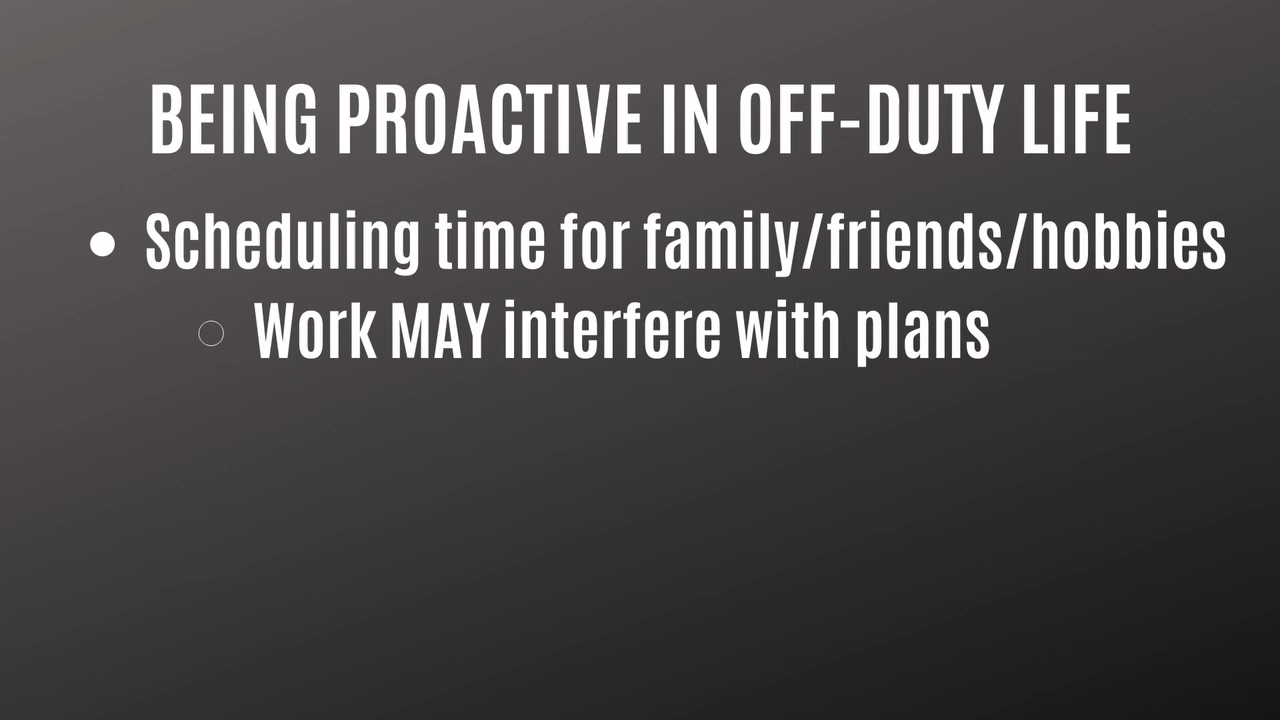 BEING PROACTIVE IN OFF-DUTY LIFE
Scheduling time for family/friends/hobbies
Work MAY interfere with plans